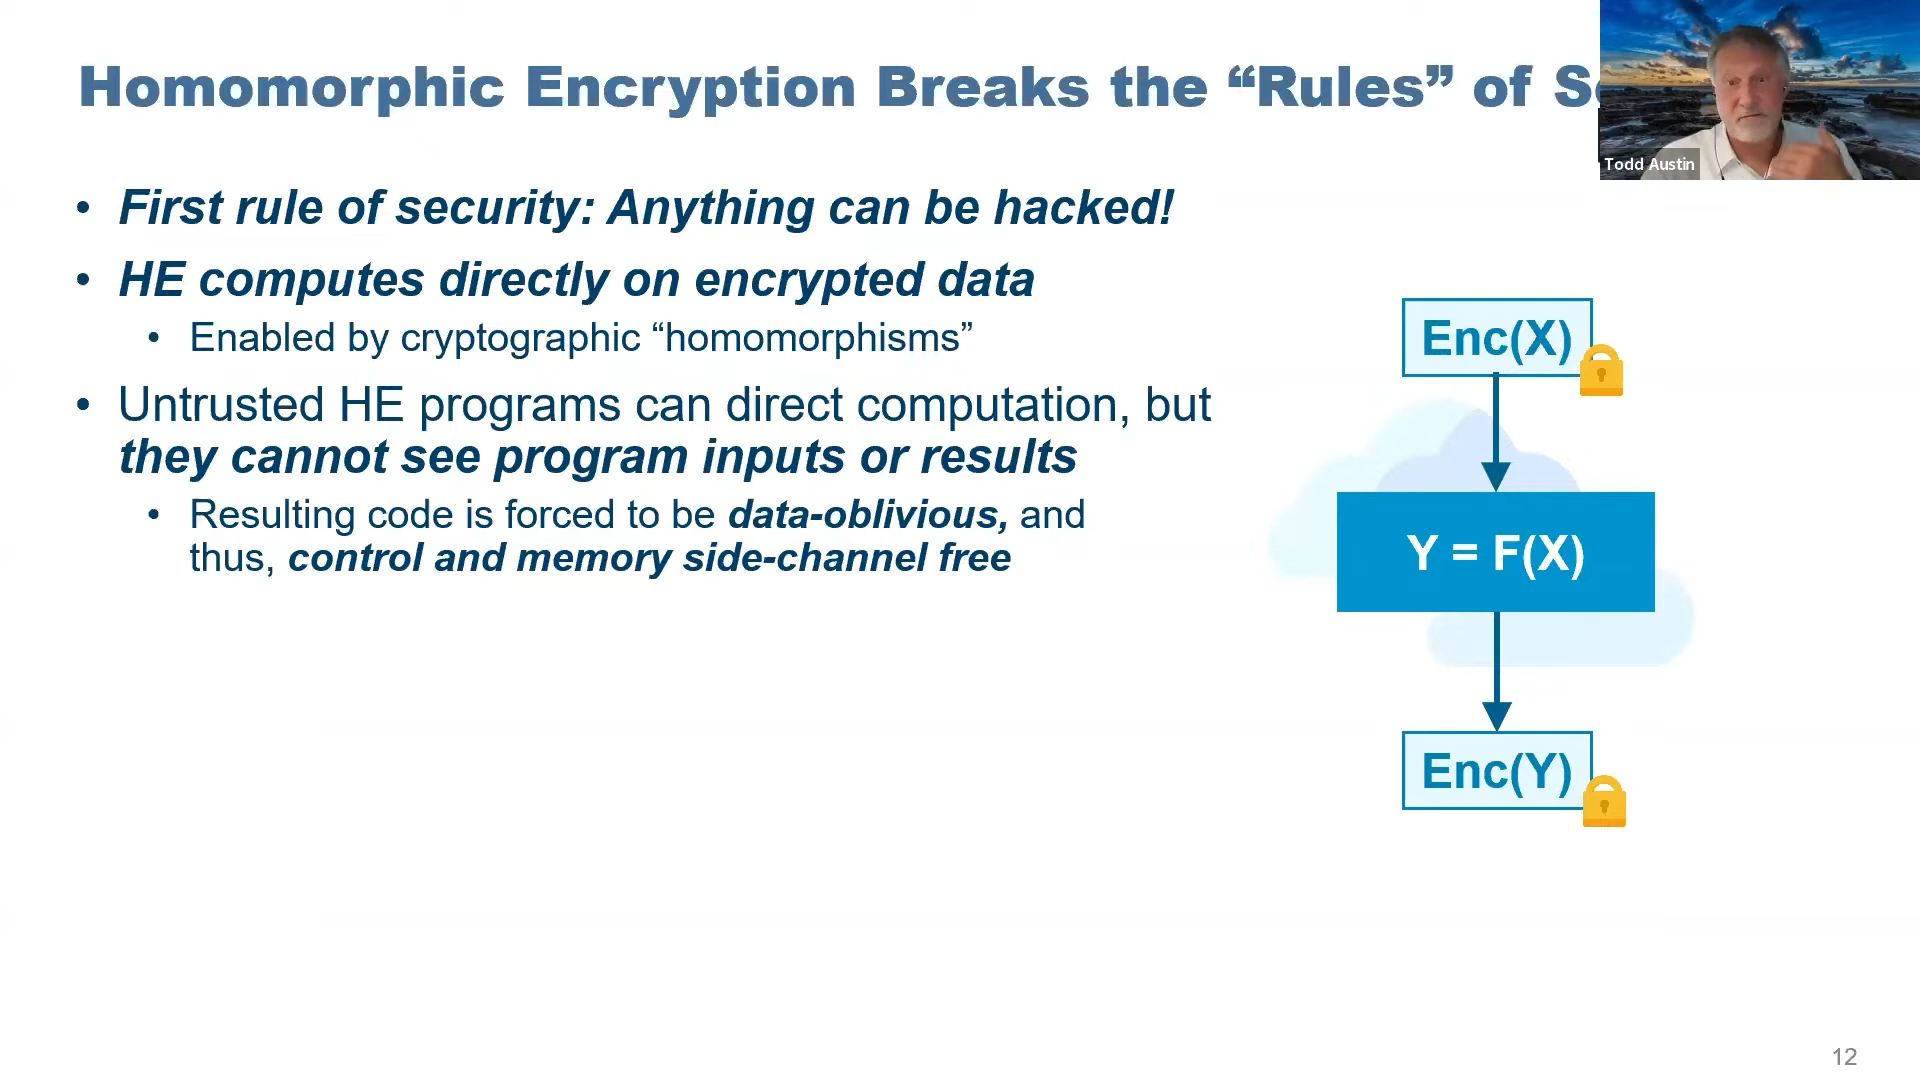 Homomorphic Encryption Breaks the “Rules” of
Todd Austin
• First rule of security: Anything can be hacked!
• HE computes directly on encrypted data
• Enabled by cryptographic “homomorphisms”
• Untrusted HE programs can direct computation, but
they cannot see program inputs or results
• Resulting code is forced to be data-oblivious, and
thus, control and memory side-channel free
Enc(X)
Y = F(X)
Enc(Y)
12